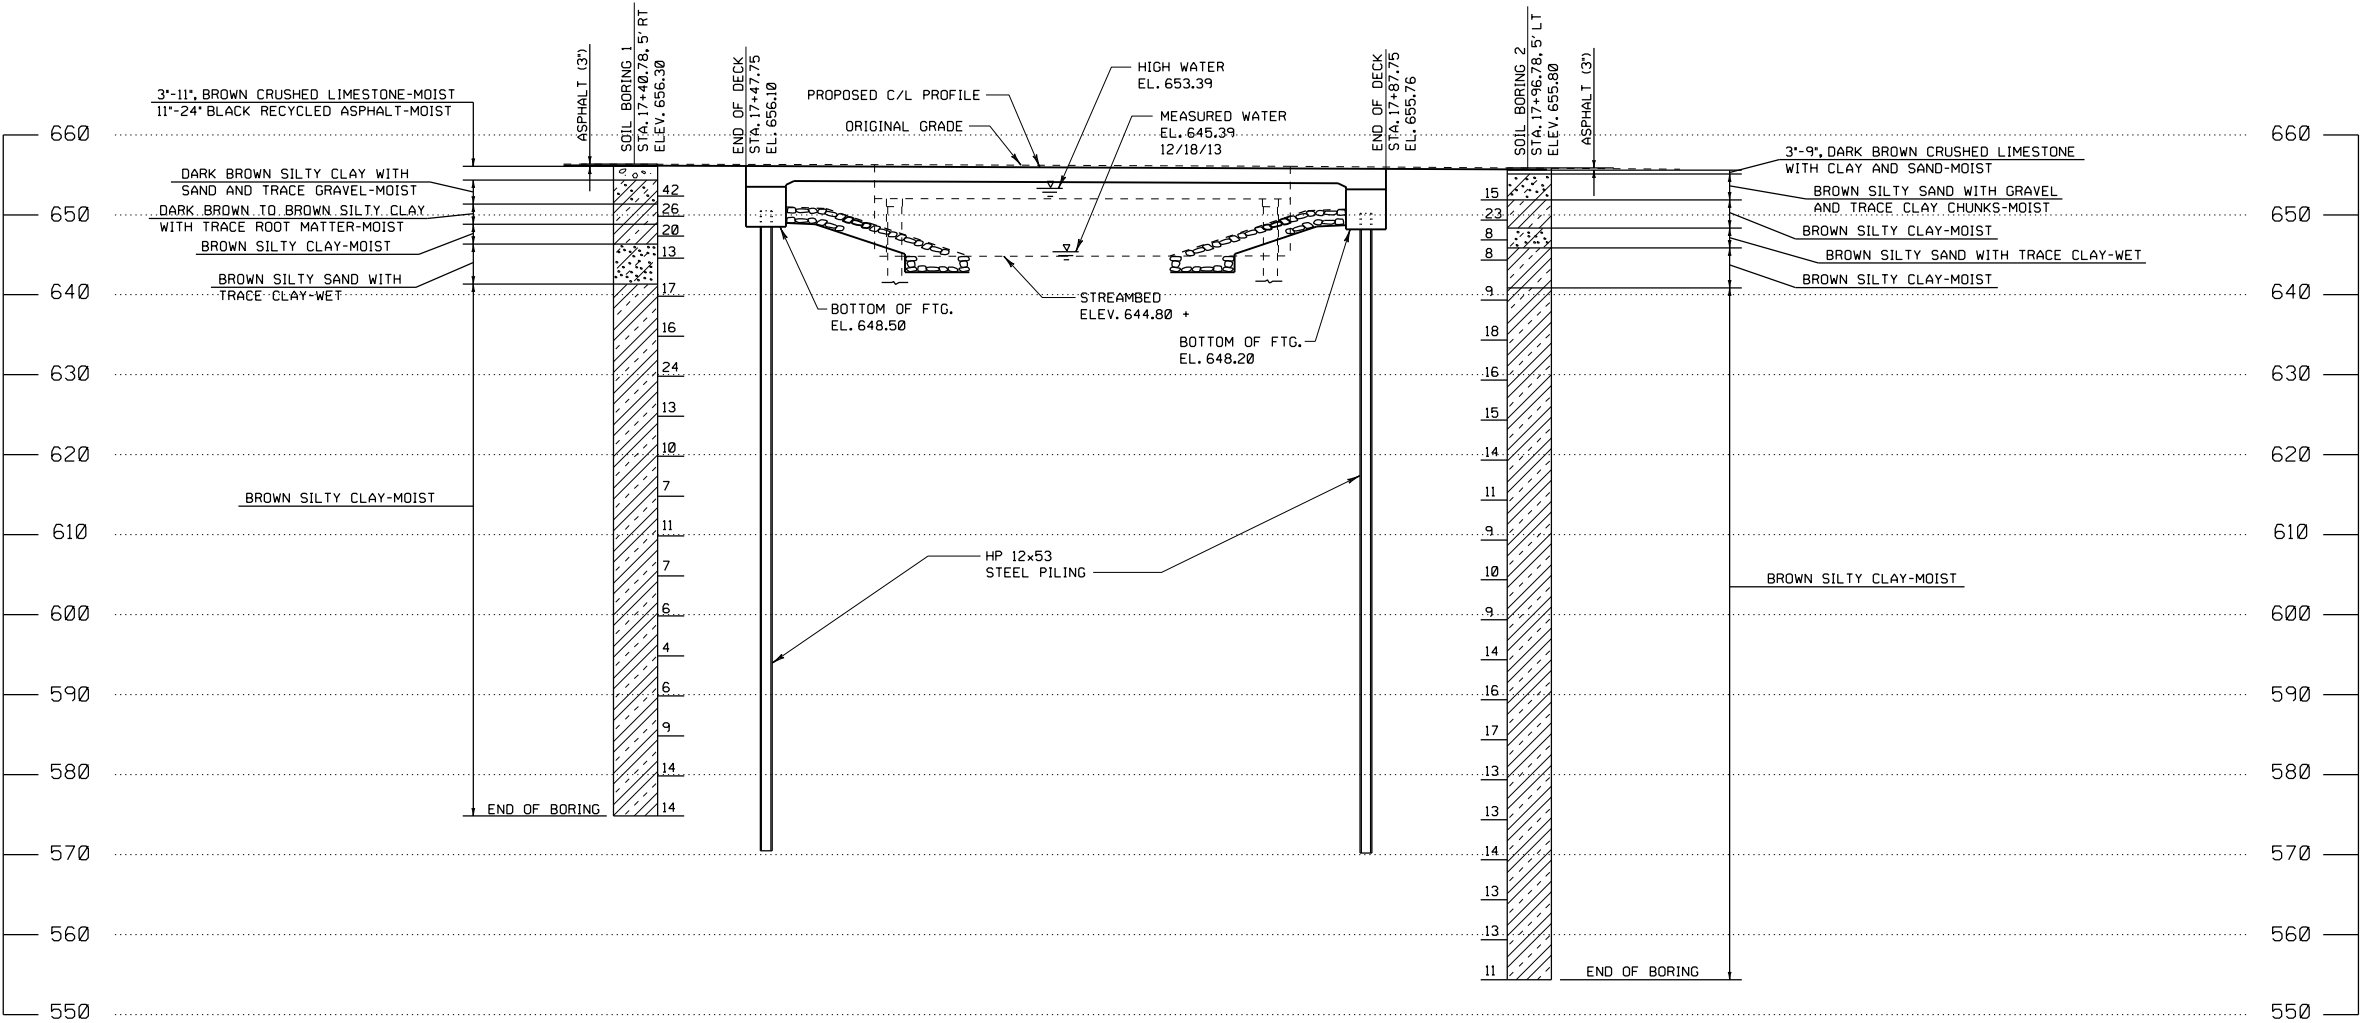 SOIL BORING 1
STA. 17+40.78, 5' RT
ELEV. 656.30
ASPHALT (3")
END OF DECK
STA. 17+47.75
EL. 656.10
END OF DECK
STA. 17+87.75
EL. 655.76
SOIL BORING 2
STA. 17+96.78, 5' LT
ELEV. 655.80
ASPHALT (3")
HIGH WATER
EL. 653.39
PROPOSED C/L PROFILE
MEASURED WATER
EL. 645.39
12/18/13
ORIGINAL GRADE
3"-11", BROWN CRUSHED LIMESTONE-MOIST
11"-24" BLACK RECYCLED ASPHALT-MOIST
DARK BROWN SILTY CLAY WITH
SAND AND TRACE GRAVEL-MOIST
DARK BROWN TO BROWN SILTY CLAY
WITH TRACE ROOT MATTER-MOIST
BROWN SILTY CLAY-MOIST
BROWN SILTY SAND WITH
TRACE CLAY-WET
BROWN SILTY CLAY-MOIST
END OF BORING
3"-9", DARK BROWN CRUSHED LIMESTONE
WITH CLAY AND SAND-MOIST
BROWN SILTY SAND WITH GRAVEL
AND TRACE CLAY CHUNKS-MOIST
BROWN SILTY CLAY-MOIST
BROWN SILTY SAND WITH TRACE CLAY-WET
BROWN SILTY CLAY-MOIST
BROWN SILTY CLAY-MOIST
END OF BORING
BOTTOM OF FTG.
EL. 648.50
STREAMBED
ELEV. 644.80 +
BOTTOM OF FTG.
EL. 648.20
HP 12x53
STEEL PILING
660
650
640
630
620
610
600
590
580
570
560
550
42
26
20
13
17
16
24
13
10
7
11
7
6
4
6
9
14
14
15
23
8
8
9
18
16
15
14
11
9
10
9
14
16
17
13
13
14
13
13
11
660
650
640
630
620
610
600
590
580
570
560
550